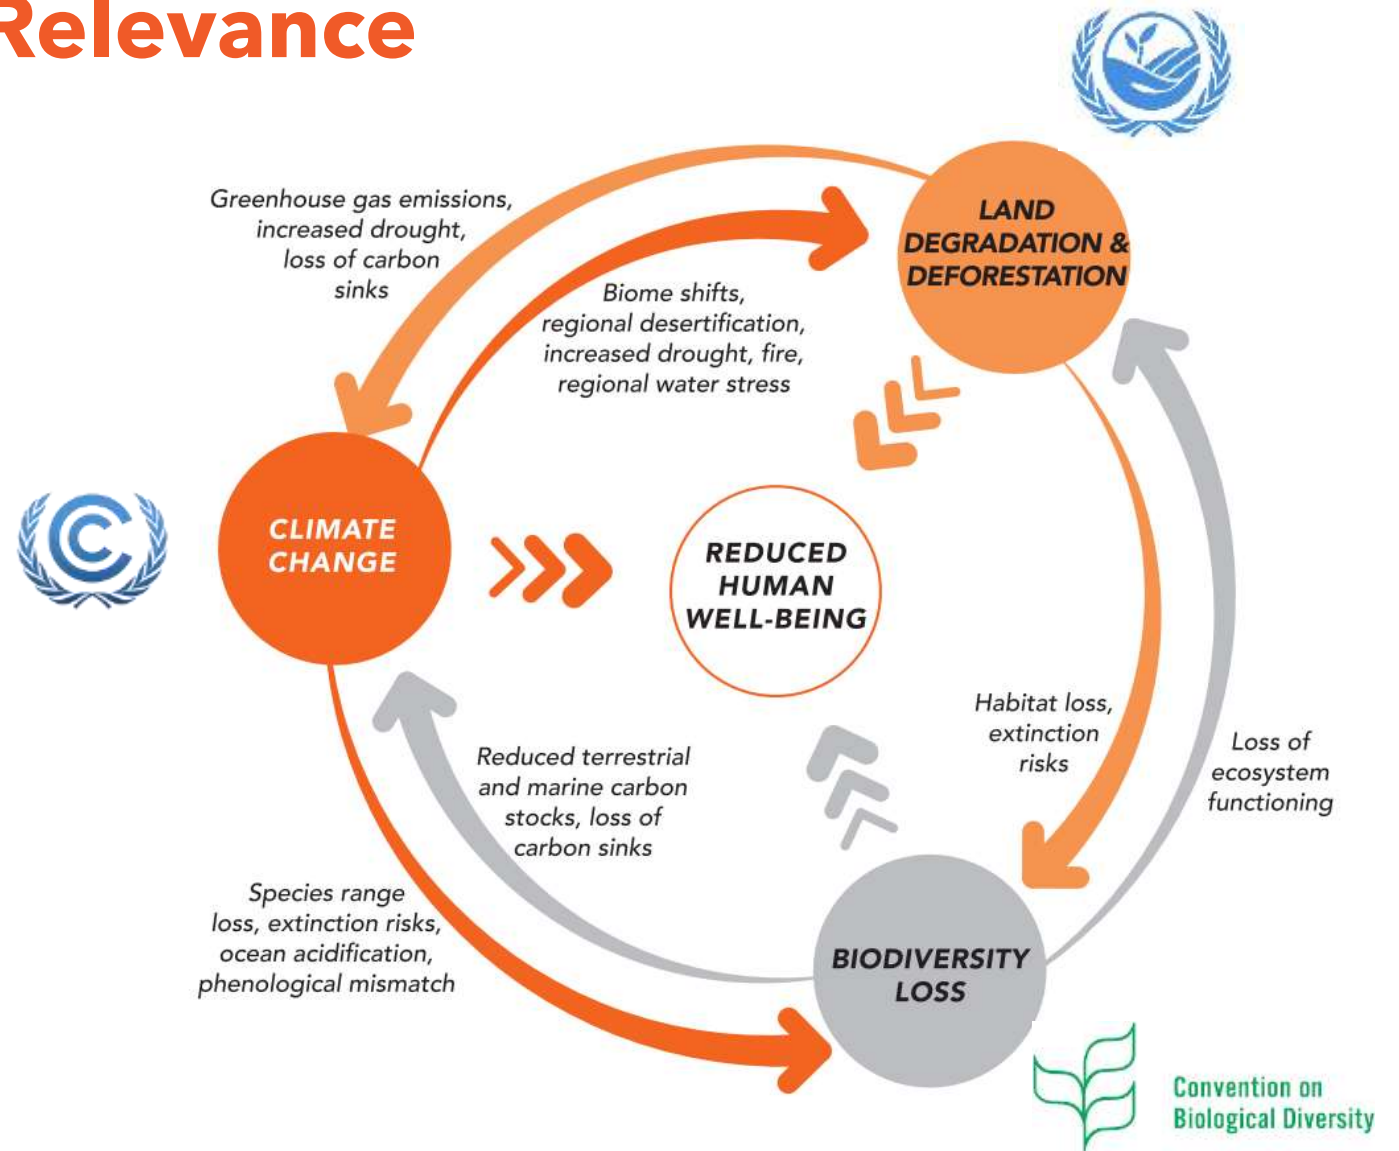 Relevance
Greenhouse gas emissions,
increased drought,
loss of carbon
sinks
Biome shifts,
regional desertification,
increased drought, fire,
regional water stress
LAND
DEGRADATION &
DEFORESTATION
CLIMATE
CHANGE
REDUCED
HUMAN
WELL-BEING
Habitat loss,
extinction
risks
Loss of
ecosystem
functioning
Reduced terrestrial
and marine carbon
stocks, loss of
carbon sinks
Species range
loss, extinction risks,
ocean acidification,
phenological mismatch
BIODIVERSITY
LOSS
Convention on
Biological Diversity